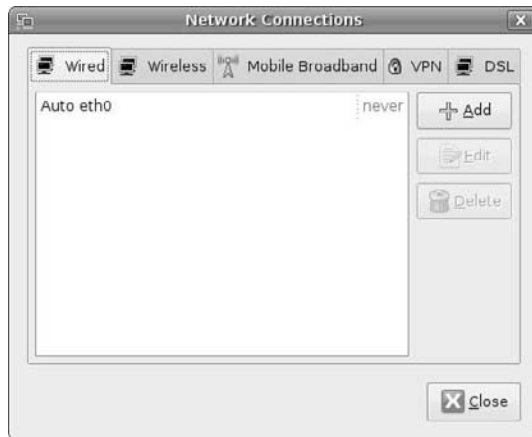 Network Connections
Wired Wireless Mobile Broadband VPN DSL
Auto eth0 never
Add
Edit
Delete
Close